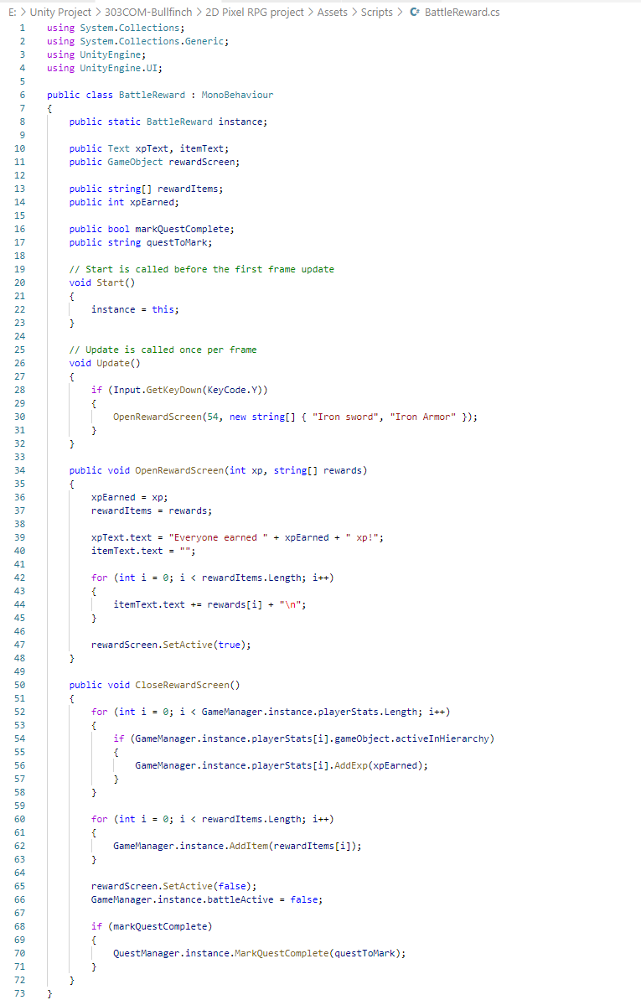 E: > Unity Project > 303COM-Bullfinch > 2D Pixel RPG project > Assets > Scripts > BattleReward.cs
1 using System.Collections;
2 using System.Collections.Generic;
3 using UnityEngine;
4 using UnityEngine.UI;
5
6 public class BattleReward : MonoBehaviour
7 {
8     public static BattleReward instance;
9
10     public Text xpText, itemText;
11     public GameObject rewardScreen;
12
13     public string[] rewardItems;
14     public int xpEarned;
15
16     public bool markQuestComplete;
17     public string questToMark;
18
19     // Start is called before the first frame update
20     void Start()
21     {
22         instance = this;
23     }
24
25     // Update is called once per frame
26     void Update()
27     {
28         if (Input.GetKeyDown(KeyCode.Y))
29         {
30             OpenRewardScreen(54, new string[] { "Iron sword", "Iron Armor" });
31         }
32     }
33
34     public void OpenRewardScreen(int xp, string[] rewards)
35     {
36         xpEarned = xp;
37         rewardItems = rewards;
38
39         xpText.text = "Everyone earned " + xpEarned + " xp!";
40         itemText.text = "";
41
42         for (int i = 0; i < rewardItems.Length; i++)
43         {
44             itemText.text += rewards[i] + "\n";
45         }
46
47         rewardScreen.SetActive(true);
48     }
49
50     public void CloseRewardScreen()
51     {
52         for (int i = 0; i < GameManager.instance.playerStats.Length; i++)
53         {
54             if (GameManager.instance.playerStats[i].gameObject.activeInHierarchy)
55             {
56                 GameManager.instance.playerStats[i].AddExp(xpEarned);
57             }
58         }
59
60         for (int i = 0; i < rewardItems.Length; i++)
61         {
62             GameManager.instance.AddItem(rewardItems[i]);
63         }
64
65         rewardScreen.SetActive(false);
66         GameManager.instance.battleActive = false;
67
68         if (markQuestComplete)
69         {
70             QuestManager.instance.MarkQuestComplete(questToMark);
71         }
72     }
73 }